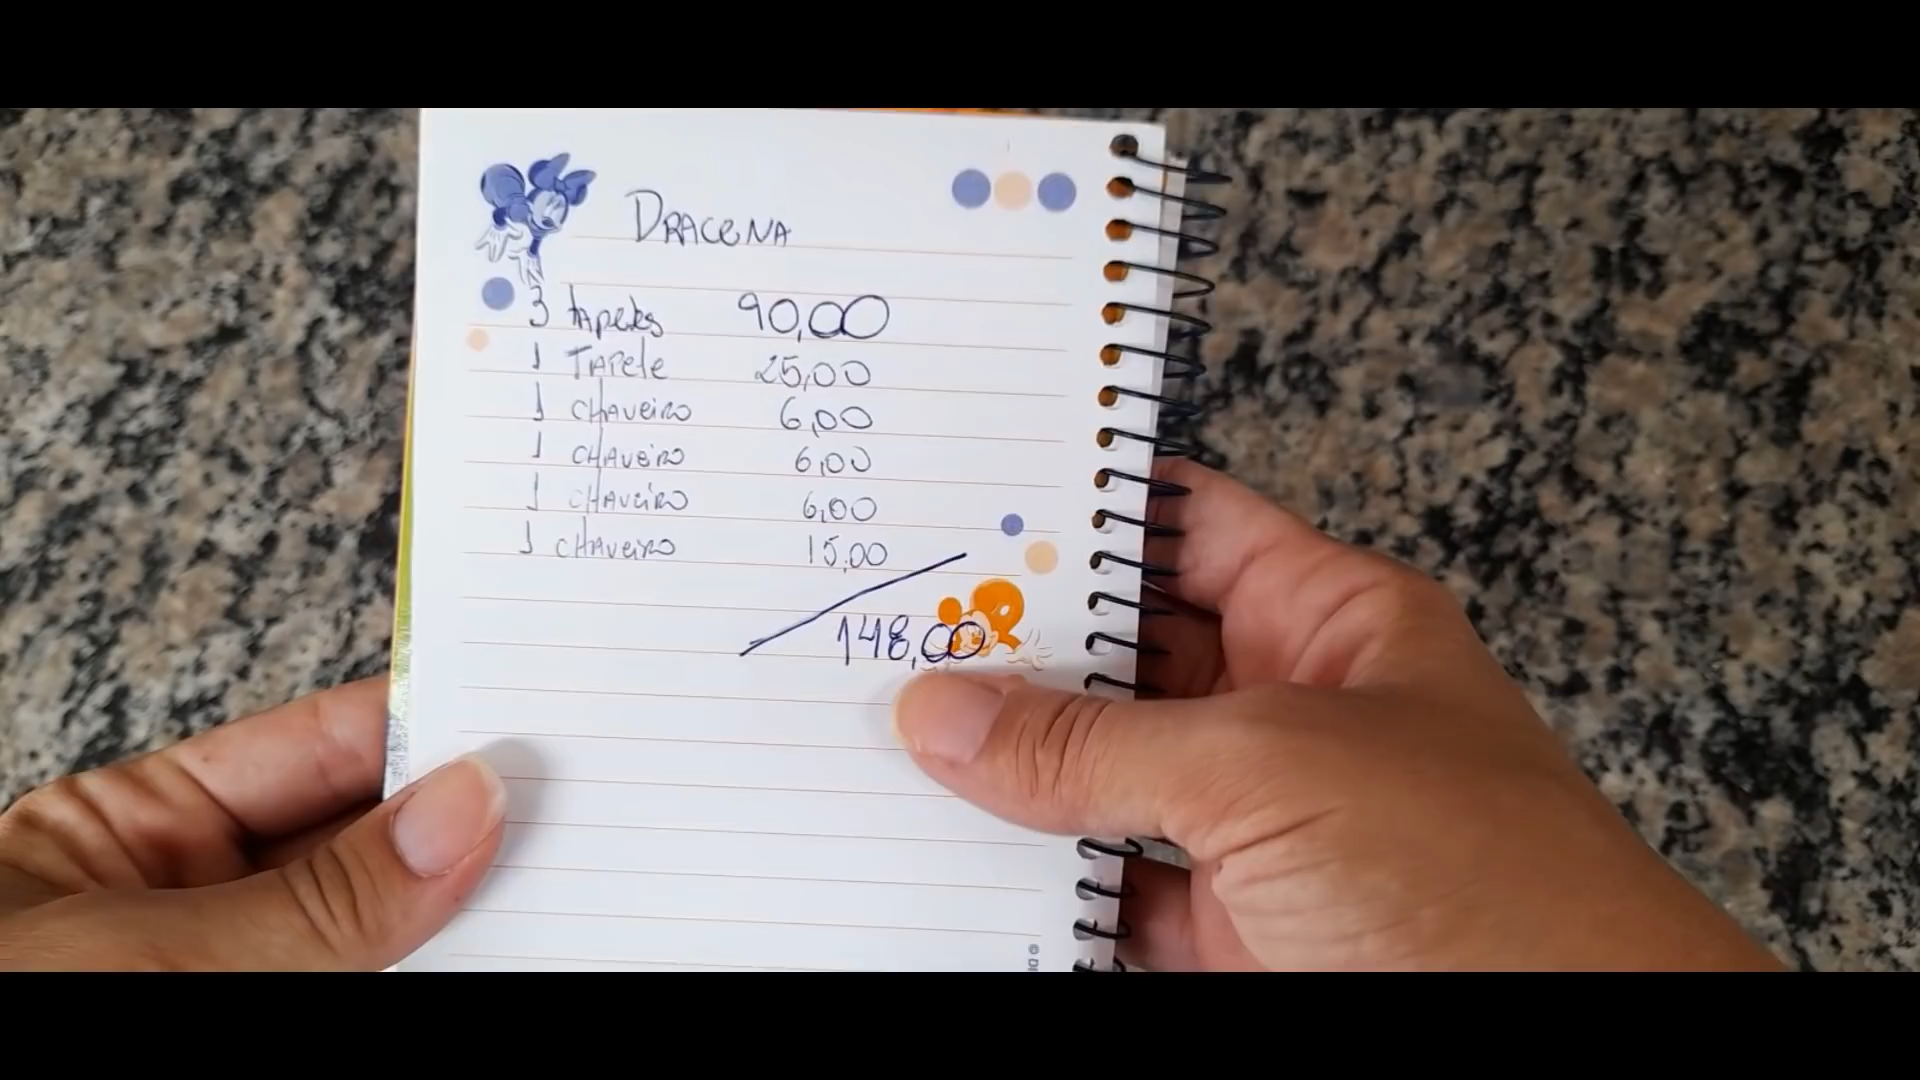 DRACENA
3 tapetes 90,00
1 TAPETE 25,00
1 CHAVEIRO 6,00
1 CHAVEIRO 6,00
1 CHAVEIRO 6,00
1 CHAVEIRO 15,00
148,00
© DI